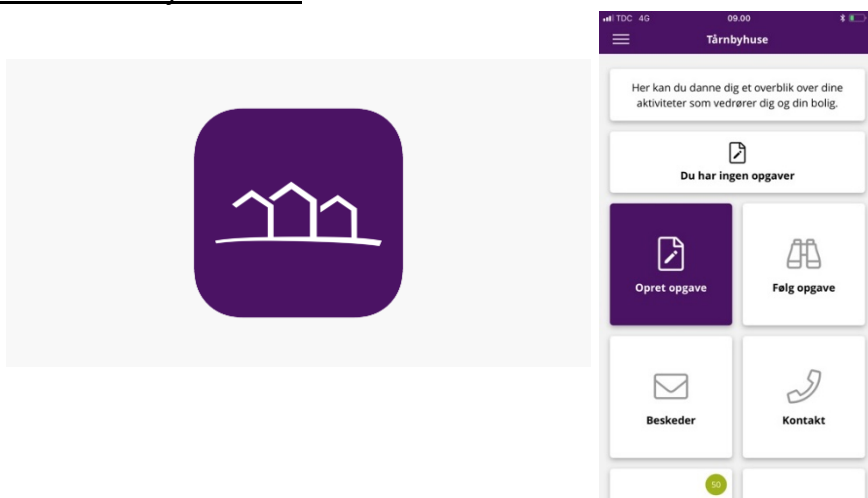 TDC 4G 09.00
Tårnbyhuse
Her kan du danne dig et overblik over dine
aktiviteter som vedrører dig og din bolig.
Du har ingen opgaver
Opret opgave
Følg opgave
Beskeder
Kontakt
50